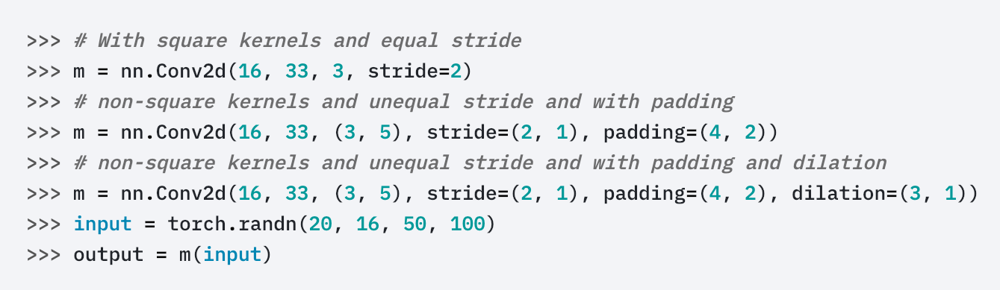 >>> # With square kernels and equal stride
>>> m = nn.Conv2d(16, 33, 3, stride=2)
>>> # non-square kernels and unequal stride and with padding
>>> m = nn.Conv2d(16, 33, (3, 5), stride=(2, 1), padding=(4, 2))
>>> # non-square kernels and unequal stride and with padding and dilation
>>> m = nn.Conv2d(16, 33, (3, 5), stride=(2, 1), padding=(4, 2), dilation=(3, 1))
>>> input = torch.randn(20, 16, 50, 100)
>>> output = m(input)